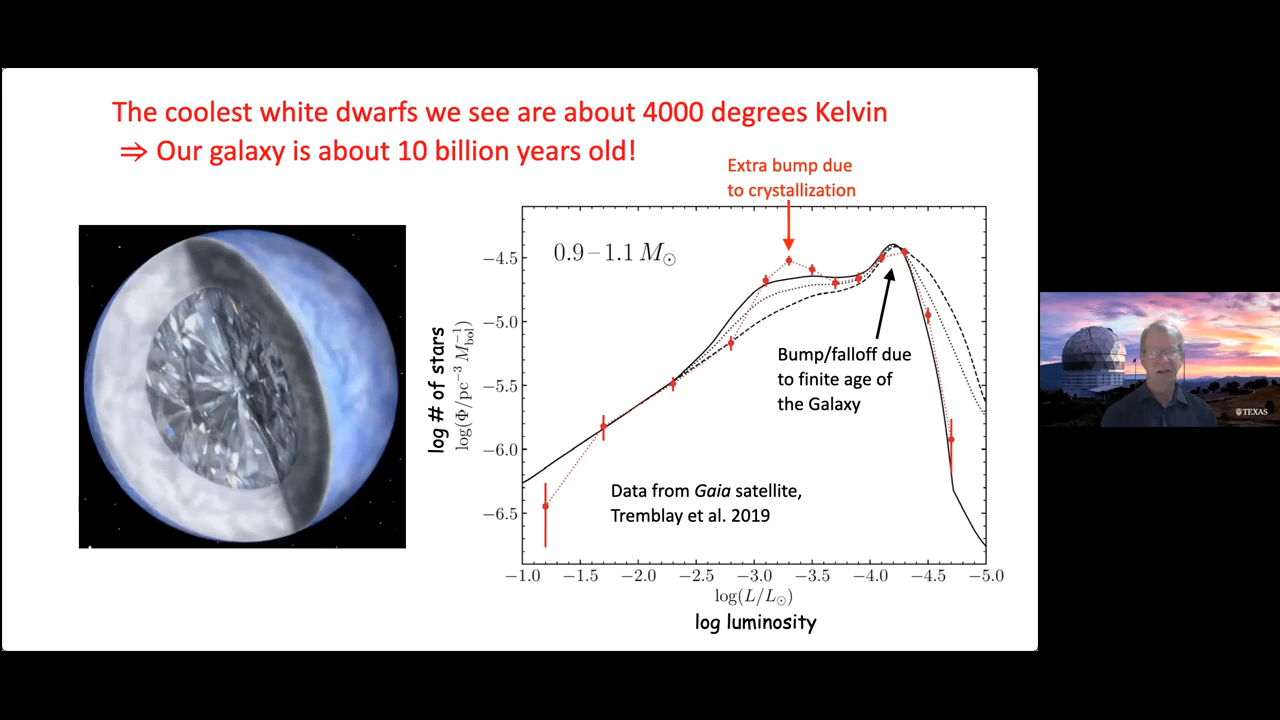 The coolest white dwarfs we see are about 4000 degrees Kelvin
⇒ Our galaxy is about 10 billion years old!
Extra bump due
to crystallization
0.9 – 1.1 M☉
−4.5
−5.0
−5.5
−6.0
−6.5
log # of stars
log(Φ/pc⁻³ M_bol⁻¹)
Bump/falloff due
to finite age of
the Galaxy
Data from Gaia satellite,
Tremblay et al. 2019
−1.0 −1.5 −2.0 −2.5 −3.0 −3.5 −4.0 −4.5 −5.0
log(L/L☉)
log luminosity
TEXAS